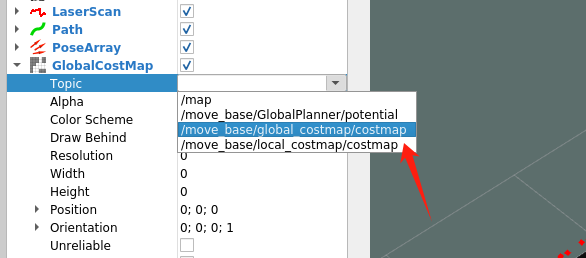 LaserScan
Path
PoseArray
GlobalCostMap
Topic
/map
Alpha
/move_base/GlobalPlanner/potential
Color Scheme
/move_base/global_costmap/costmap
Draw Behind
/move_base/local_costmap/costmap
Resolution 0
Width 0
Height 0
Position 0; 0; 0
Orientation 0; 0; 0; 1
Unreliable